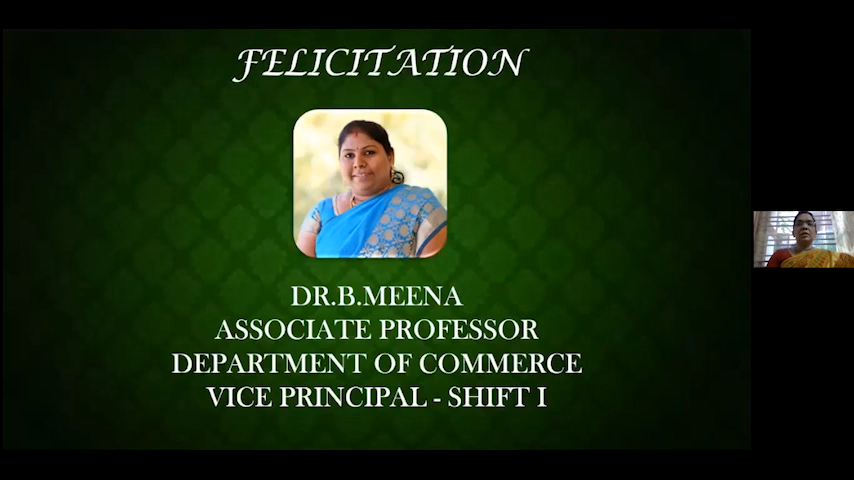 FELICITATION
DR.B.MEENA
ASSOCIATE PROFESSOR
DEPARTMENT OF COMMERCE
VICE PRINCIPAL - SHIFT I